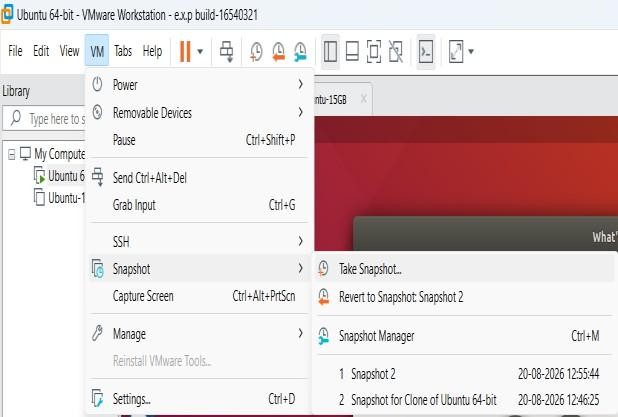 Ubuntu 64-bit - VMware Workstation - e.x.p build-16540321
File Edit View VM Tabs Help
Library
Type here to s
My Compute
Ubuntu 6
Ubuntu-1
ntu-15GB X
Power >
Removable Devices >
Pause Ctrl+Shift+P
Send Ctrl+Alt+Del
Grab Input Ctrl+G
SSH >
Snapshot >
Capture Screen Ctrl+Alt+PrtScn
Manage >
Reinstall VMware Tools...
Settings... Ctrl+D
What'
Take Snapshot...
Revert to Snapshot: Snapshot 2
Snapshot Manager Ctrl+M
1 Snapshot 2 20-08-2026 12:55:44
2 Snapshot for Clone of Ubuntu 64-bit 20-08-2026 12:46:25